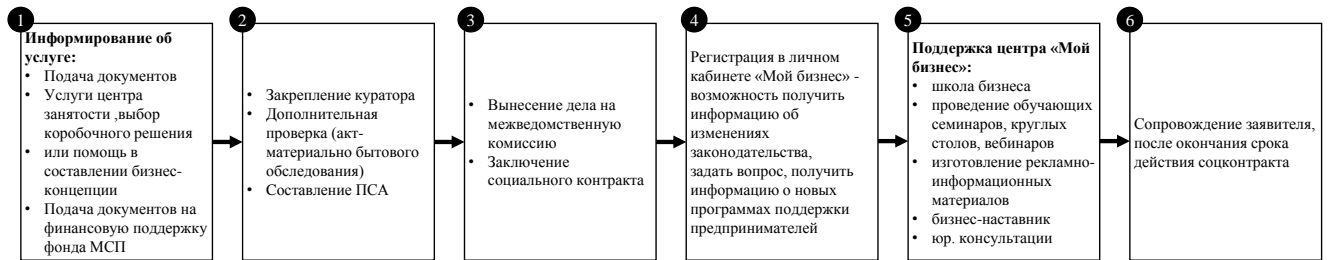 1
Информирование об
услуге:
• Подача документов
• Услуги центра
занятости ,выбор
коробочного решения
• или помощь в
составлении бизнес-
концепции
• Подача документов на
финансовую поддержку
фонда МСП
2
• Закрепление куратора
• Дополнительная
проверка (акт-
материально бытового
обследования)
• Составление ПСА
3
• Вынесение дела на
межведомственную
комиссию
• Заключение
социального контракта
4
Регистрация в личном
кабинете «Мой бизнес» -
возможность получить
информацию об
изменениях
законодательства,
задать вопрос, получить
информацию о новых
программах поддержки
предпринимателей
5
Поддержка центра «Мой
бизнес»:
• школа бизнеса
• проведение обучающих
семинаров, круглых
столов, вебинаров
• изготовление рекламно-
информационных
материалов
• бизнес-наставник
• юр. консультации
6
Сопровождение заявителя,
после окончания срока
действия соцконтракта